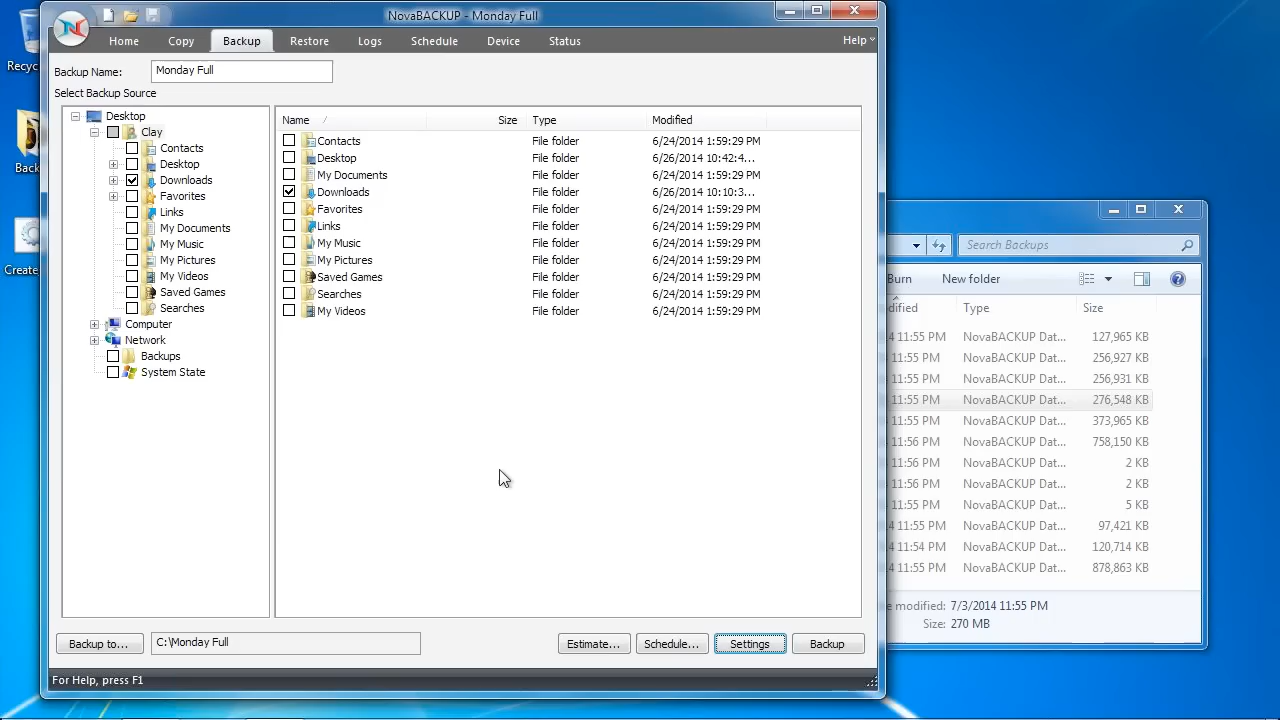 NovaBACKUP - Monday Full
Home Copy Backup Restore Logs Schedule Device Status Help
Backup Name: Monday Full
Select Backup Source
Desktop
Clay
Contacts
Desktop
Downloads
Favorites
Links
My Documents
My Music
My Pictures
My Videos
Saved Games
Searches
Computer
Network
Backups
System State
Name Size Type Modified
Contacts File folder 6/24/2014 1:59:29 PM
Desktop File folder 6/26/2014 10:42:4...
My Documents File folder 6/24/2014 1:59:29 PM
Downloads File folder 6/26/2014 10:10:3...
Favorites File folder 6/24/2014 1:59:29 PM
Links File folder 6/24/2014 1:59:29 PM
My Music File folder 6/24/2014 1:59:29 PM
My Pictures File folder 6/24/2014 1:59:29 PM
Saved Games File folder 6/24/2014 1:59:29 PM
Searches File folder 6/24/2014 1:59:29 PM
My Videos File folder 6/24/2014 1:59:29 PM
Backup to... C:\Monday Full Estimate... Schedule... Settings Backup
For Help, press F1
Recyc
Back
Create
Search Backups
Burn New folder
dified Type Size
4 11:55 PM NovaBACKUP Dat... 127,965 KB
4 11:55 PM NovaBACKUP Dat... 256,927 KB
4 11:55 PM NovaBACKUP Dat... 256,931 KB
4 11:55 PM NovaBACKUP Dat... 276,548 KB
4 11:55 PM NovaBACKUP Dat... 373,965 KB
4 11:56 PM NovaBACKUP Dat... 758,150 KB
4 11:56 PM NovaBACKUP Dat... 2 KB
4 11:56 PM NovaBACKUP Dat... 2 KB
4 11:55 PM NovaBACKUP Dat... 5 KB
4 11:55 PM NovaBACKUP Dat... 97,421 KB
4 11:54 PM NovaBACKUP Dat... 120,714 KB
4 11:55 PM NovaBACKUP Dat... 878,863 KB
e modified: 7/3/2014 11:55 PM
Size: 270 MB